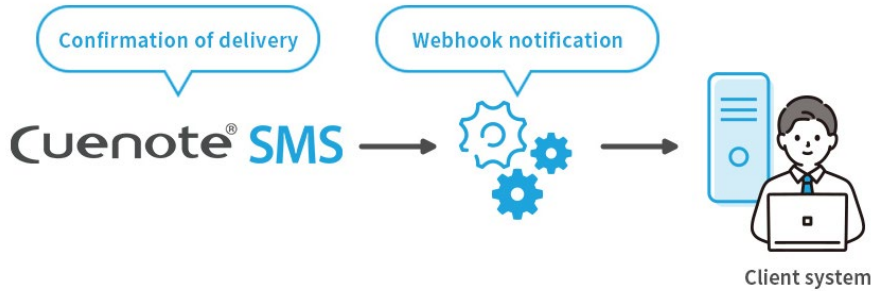 Confirmation of delivery
Webhook notification
Cuenote® SMS
Client system